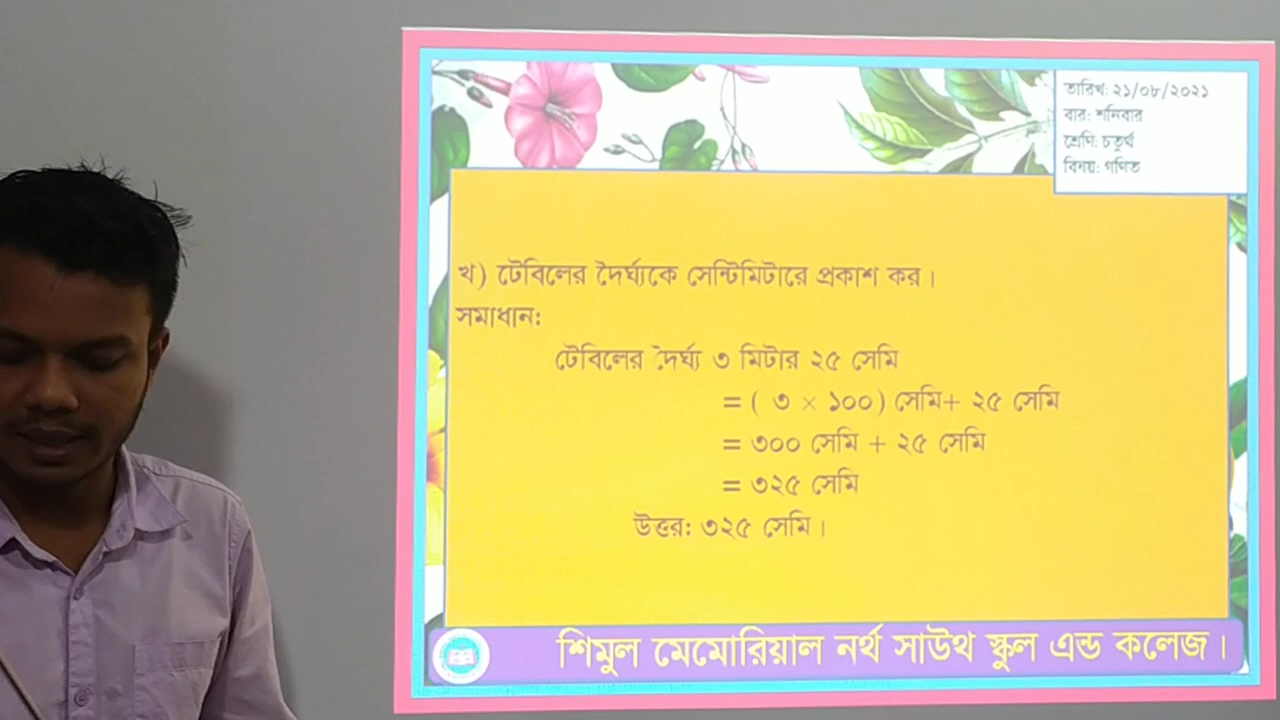 তারিখ: ২১/০৮/২০২১
বার: শনিবার
শ্রেণি: চতুর্থ
বিষয়: গণিত
খ) টেবিলের দৈর্ঘ্যকে সেন্টিমিটারে প্রকাশ কর।
সমাধান:
টেবিলের দৈর্ঘ্য ৩ মিটার ২৫ সেমি
= ( ৩ × ১০০) সেমি+ ২৫ সেমি
= ৩০০ সেমি + ২৫ সেমি
= ৩২৫ সেমি
উত্তর: ৩২৫ সেমি।
শিমুল মেমোরিয়াল নর্থ সাউথ স্কুল এন্ড কলেজ।